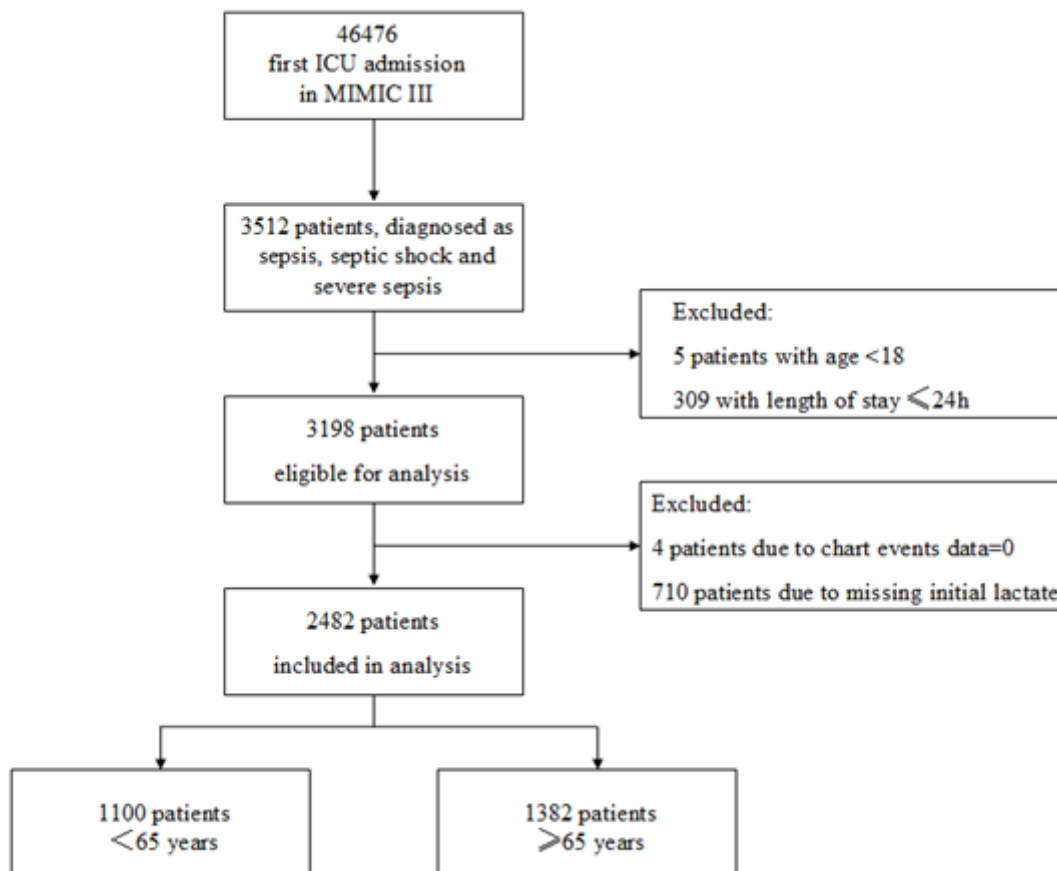 46476
first ICU admission
in MIMIC III
3512 patients, diagnosed as
sepsis, septic shock and
severe sepsis
Excluded:
5 patients with age <18
309 with length of stay ⩽24h
3198 patients
eligible for analysis
Excluded:
4 patients due to chart events data=0
710 patients due to missing initial lactate
2482 patients
included in analysis
1100 patients
<65 years
1382 patients
⩾65 years